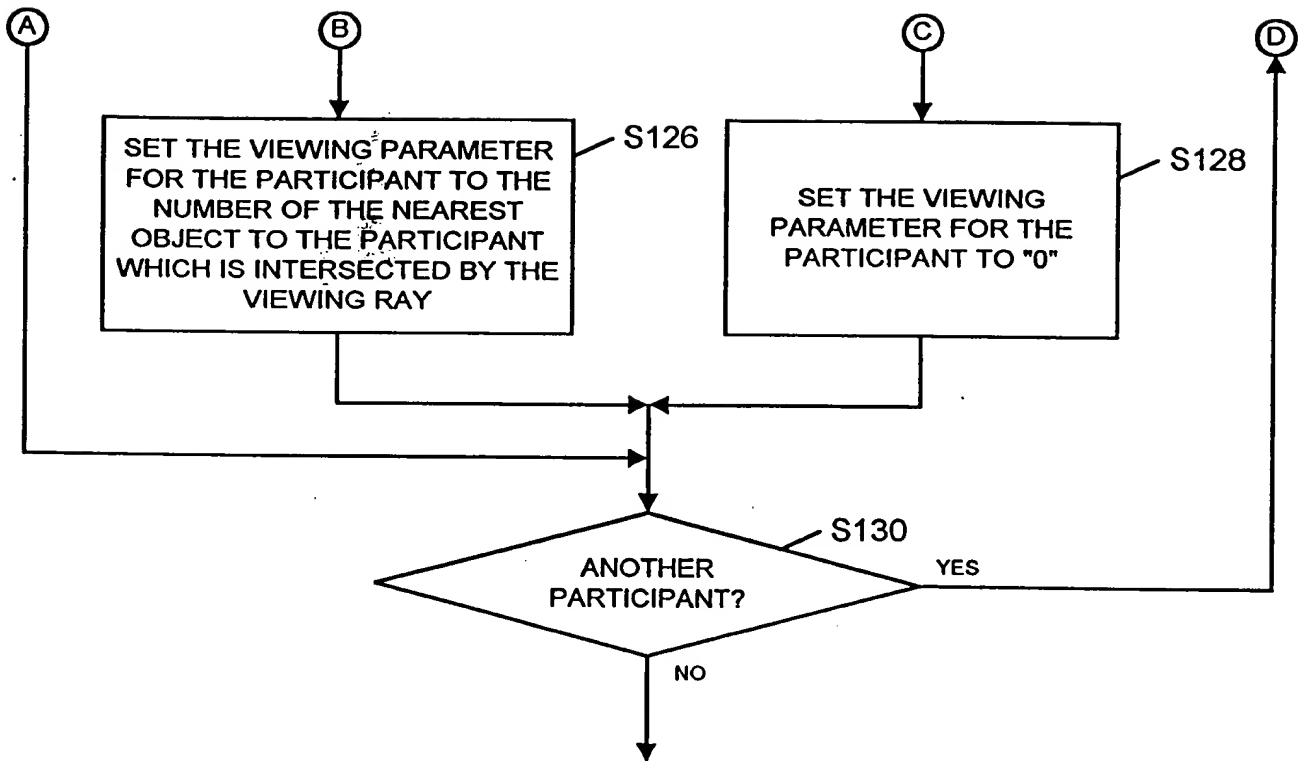 A
B
C
D
SET THE VIEWING PARAMETER
FOR THE PARTICIPANT TO THE
NUMBER OF THE NEAREST
OBJECT TO THE PARTICIPANT
WHICH IS INTERSECTED BY THE
VIEWING RAY
S126
SET THE VIEWING
PARAMETER FOR THE
PARTICIPANT TO "0"
S128
ANOTHER
PARTICIPANT?
S130
YES
NO